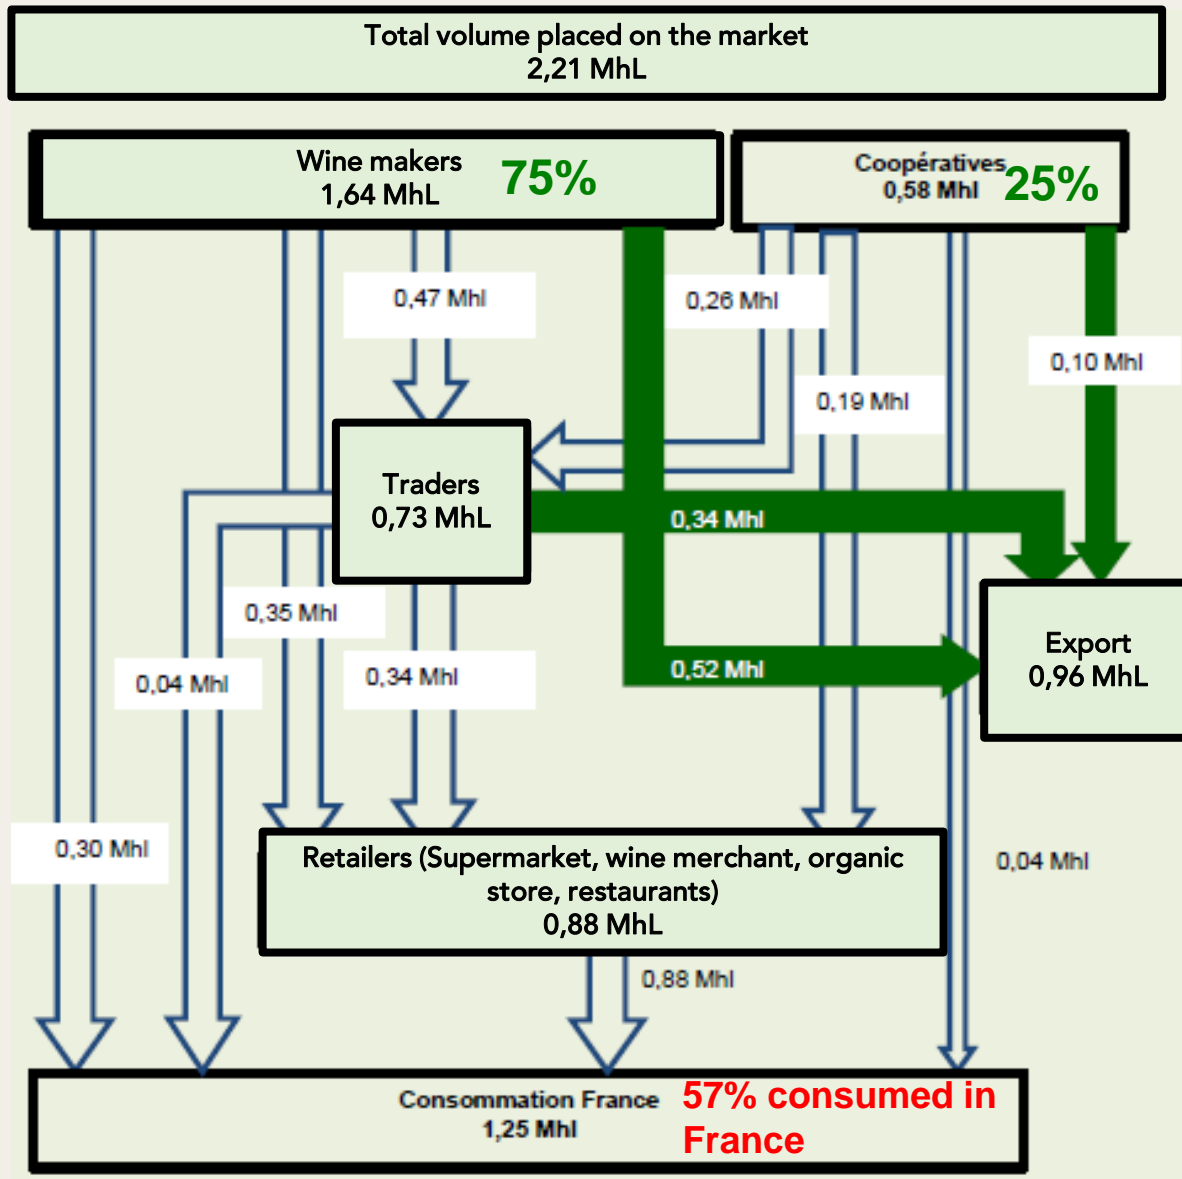 Total volume placed on the market
2,21 MhL
Wine makers
1,64 MhL
75%
Coopératives
0,58 Mhl
25%
0,47 Mhl
0,26 Mhl
0,10 Mhl
0,19 Mhl
Traders
0,73 MhL
0,34 Mhl
0,35 Mhl
0,04 Mhl
0,34 Mhl
0,52 Mhl
Export
0,96 MhL
0,30 Mhl
Retailers (Supermarket, wine merchant, organic
store, restaurants)
0,88 MhL
0,04 Mhl
0,88 Mhl
Consommation France
1,25 Mhl
57% consumed in
France